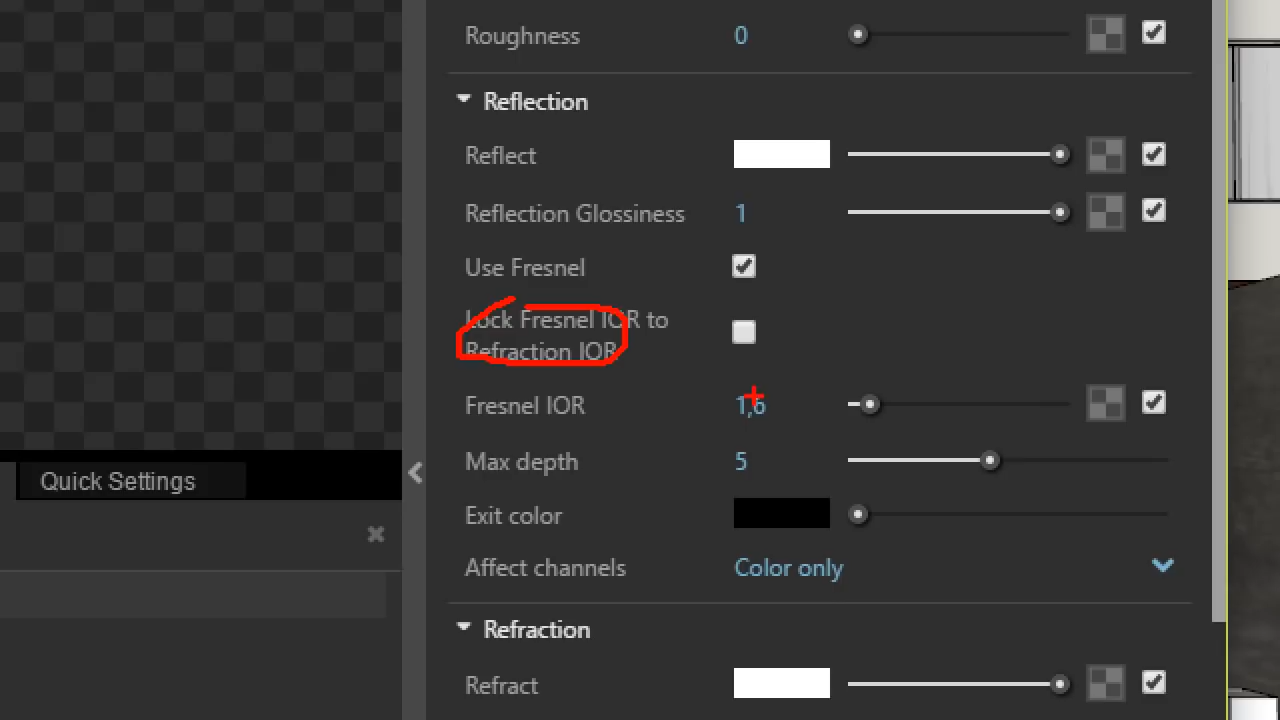 Roughness 0
Reflection
Reflect
Reflection Glossiness 1
Use Fresnel
Lock Fresnel IOR to
Refraction IOR
Fresnel IOR 1,6
Max depth 5
Quick Settings
Exit color
Affect channels Color only
Refraction
Refract